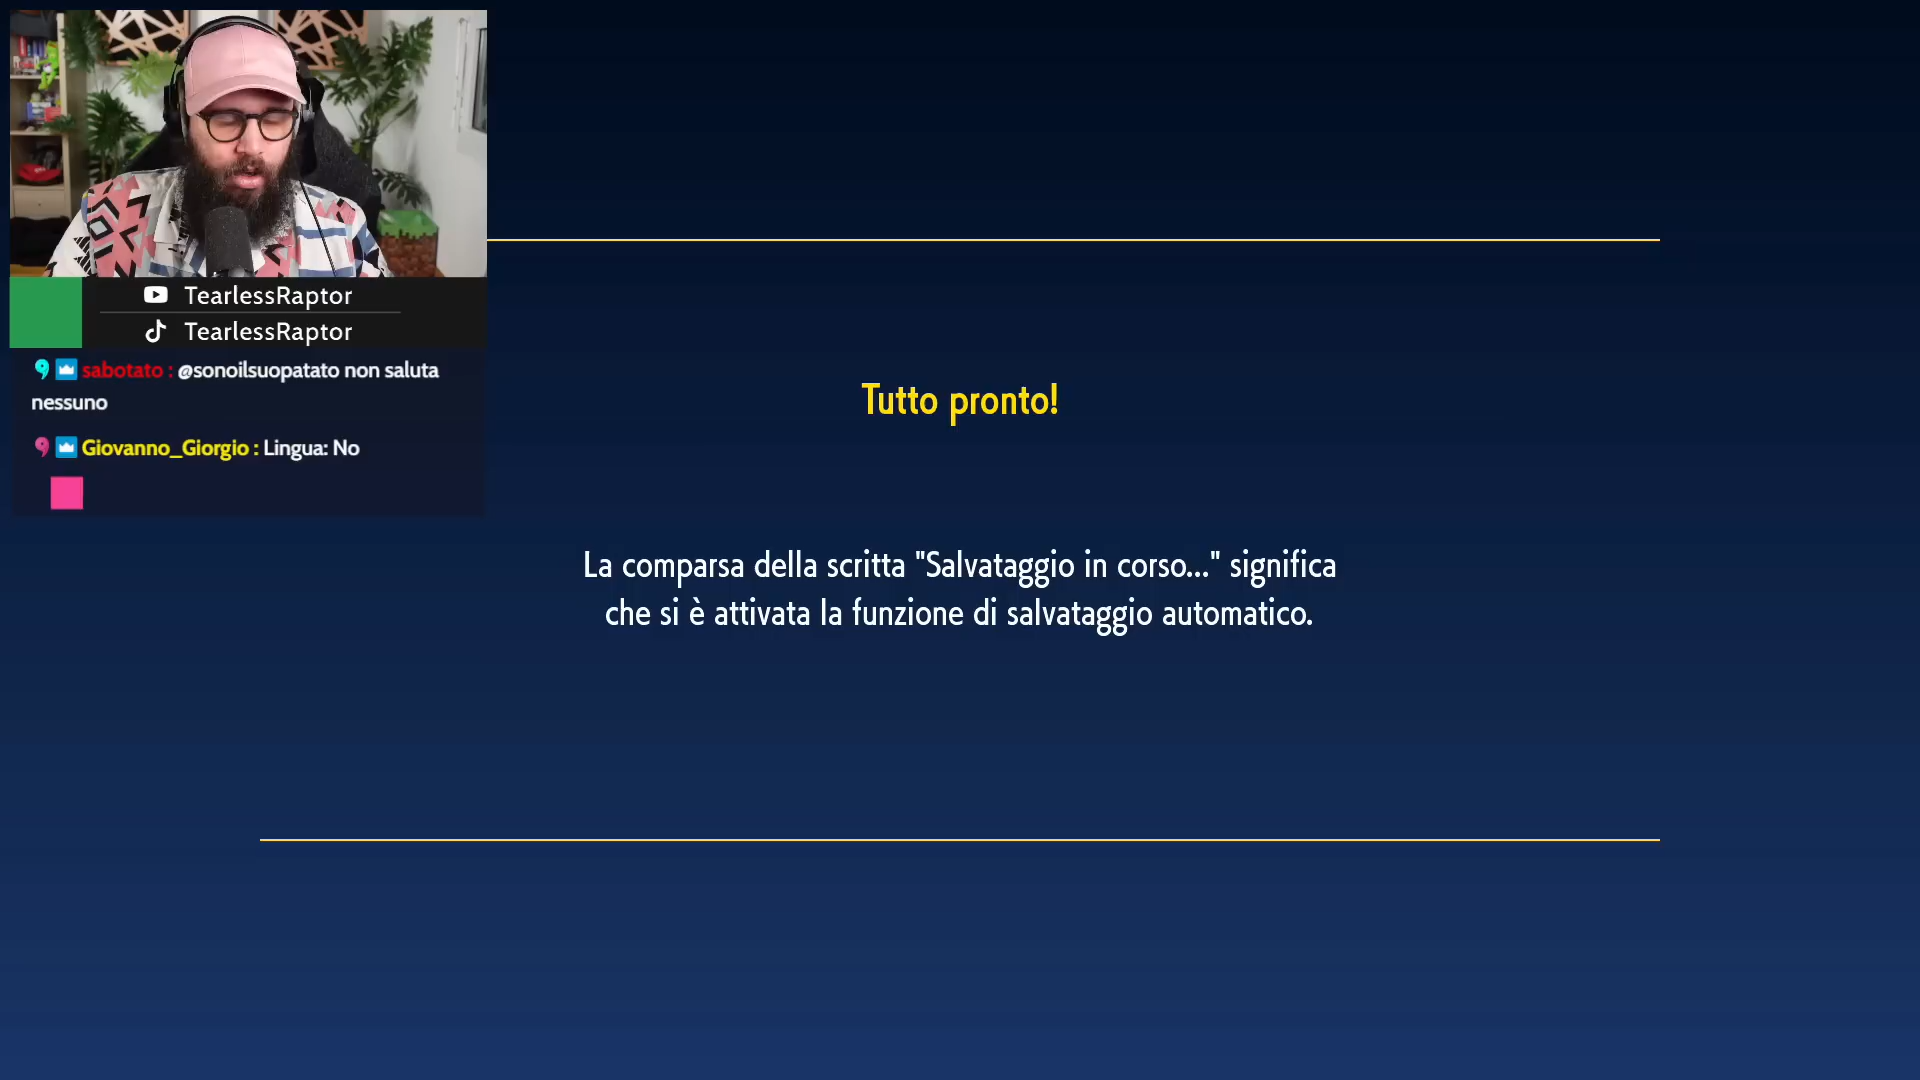 TearlessRaptor
TearlessRaptor
sabotato : @sonoilsuopatato non saluta
nessuno
Giovanno_Giorgio : Lingua: No
Tutto pronto!
La comparsa della scritta "Salvataggio in corso..." significa
che si è attivata la funzione di salvataggio automatico.